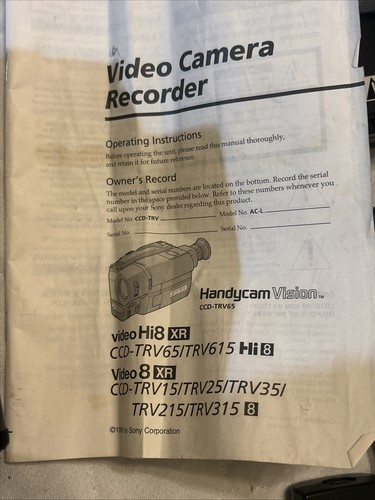 Video Camera
Recorder
Operating Instructions
Before operating the unit, please read this manual thoroughly,
and retain it for future reference.
Owner's Record
The model and serial numbers are located on the bottom. Record the serial
number in the space provided below. Refer to these numbers whenever you
call upon your Sony dealer regarding this product.
Model No. CCD-TRV Model No. AC-L
Serial No. Serial No.
Handycam Vision™
CCD-TRV65
Video Hi8 XR
CCD-TRV65/TRV615 Hi8
Video 8 XR
CCD-TRV15/TRV25/TRV35/
TRV215/TRV315 8
by Sony Corporation